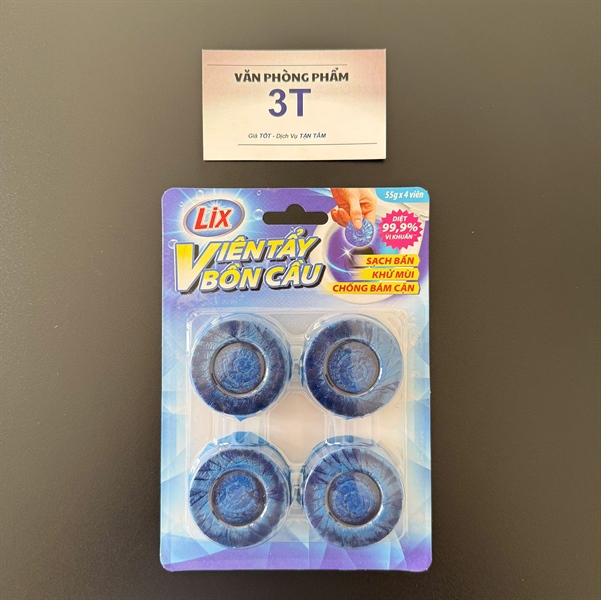 VĂN PHÒNG PHẨM
3T
Giá TỐT - Dịch Vụ TẬN TÂM
55g x 4 viên
Lix
VIÊN TẨY
BỒN CẦU
DIỆT
99,9%
VI KHUẨN
SẠCH BẨN
KHỬ MÙI
CHỐNG BÁM CẶN